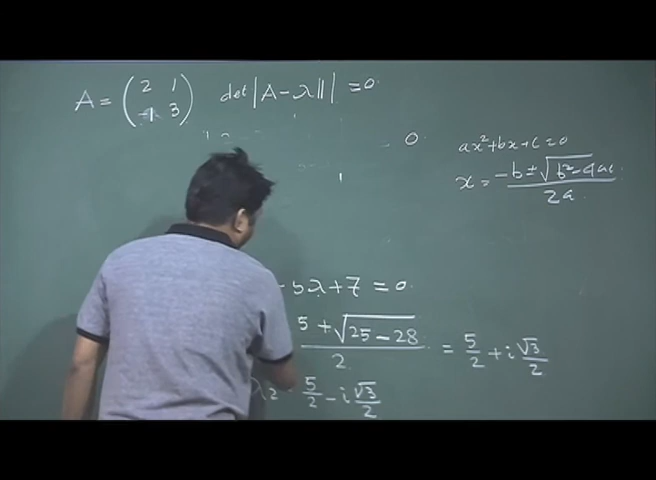 A = ( 2 1
-1 3 ) det |A - λ𝟙| = 0
0
ax² + bx + c = 0
x = -b ± √(b² - 4ac) / 2a
- 5λ + 7 = 0
5 + √(25 - 28) / 2 = 5/2 + i √3/2
λ₂ = 5/2 - i √3/2